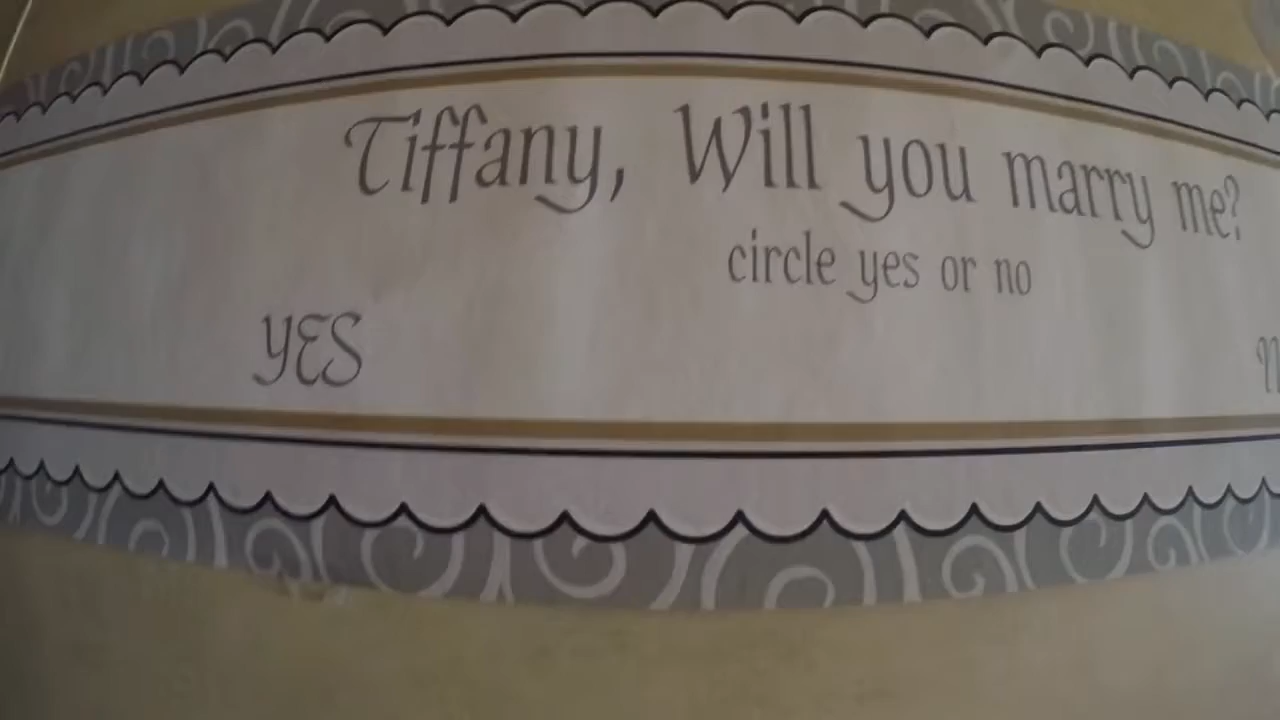 Tiffany, Will you marry me?
circle yes or no
YES